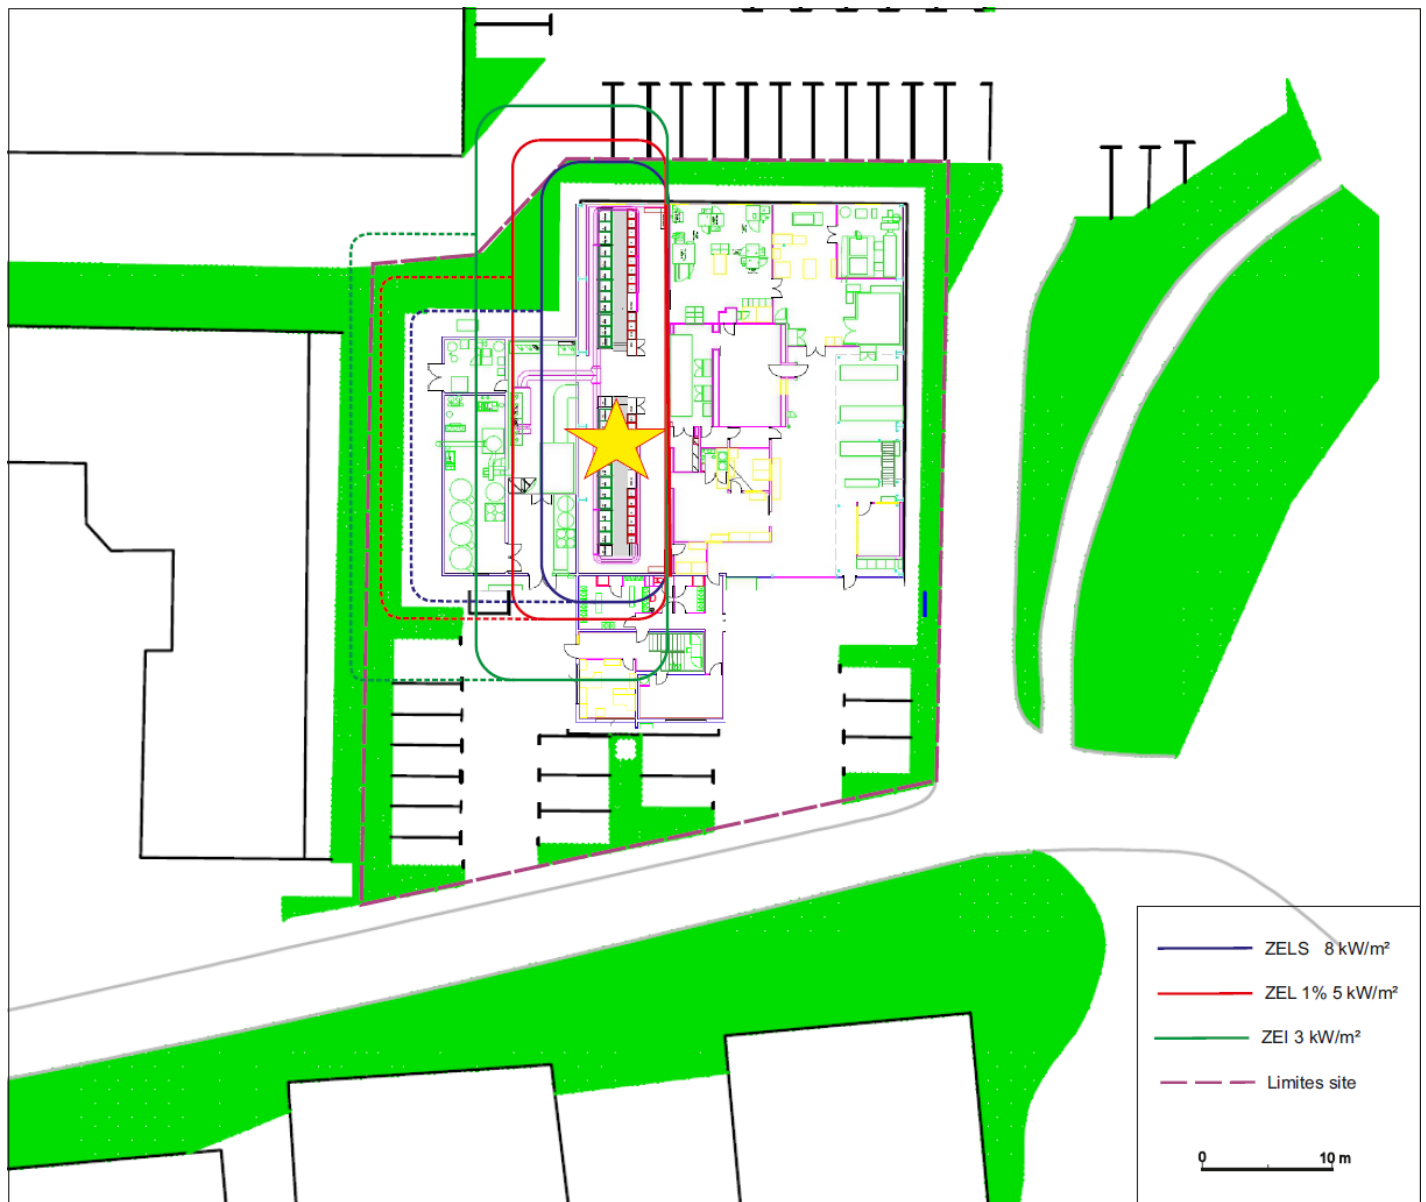 ZELS 8 kW/m²
ZEL 1% 5 kW/m²
ZEI 3 kW/m²
Limites site
0 10 m